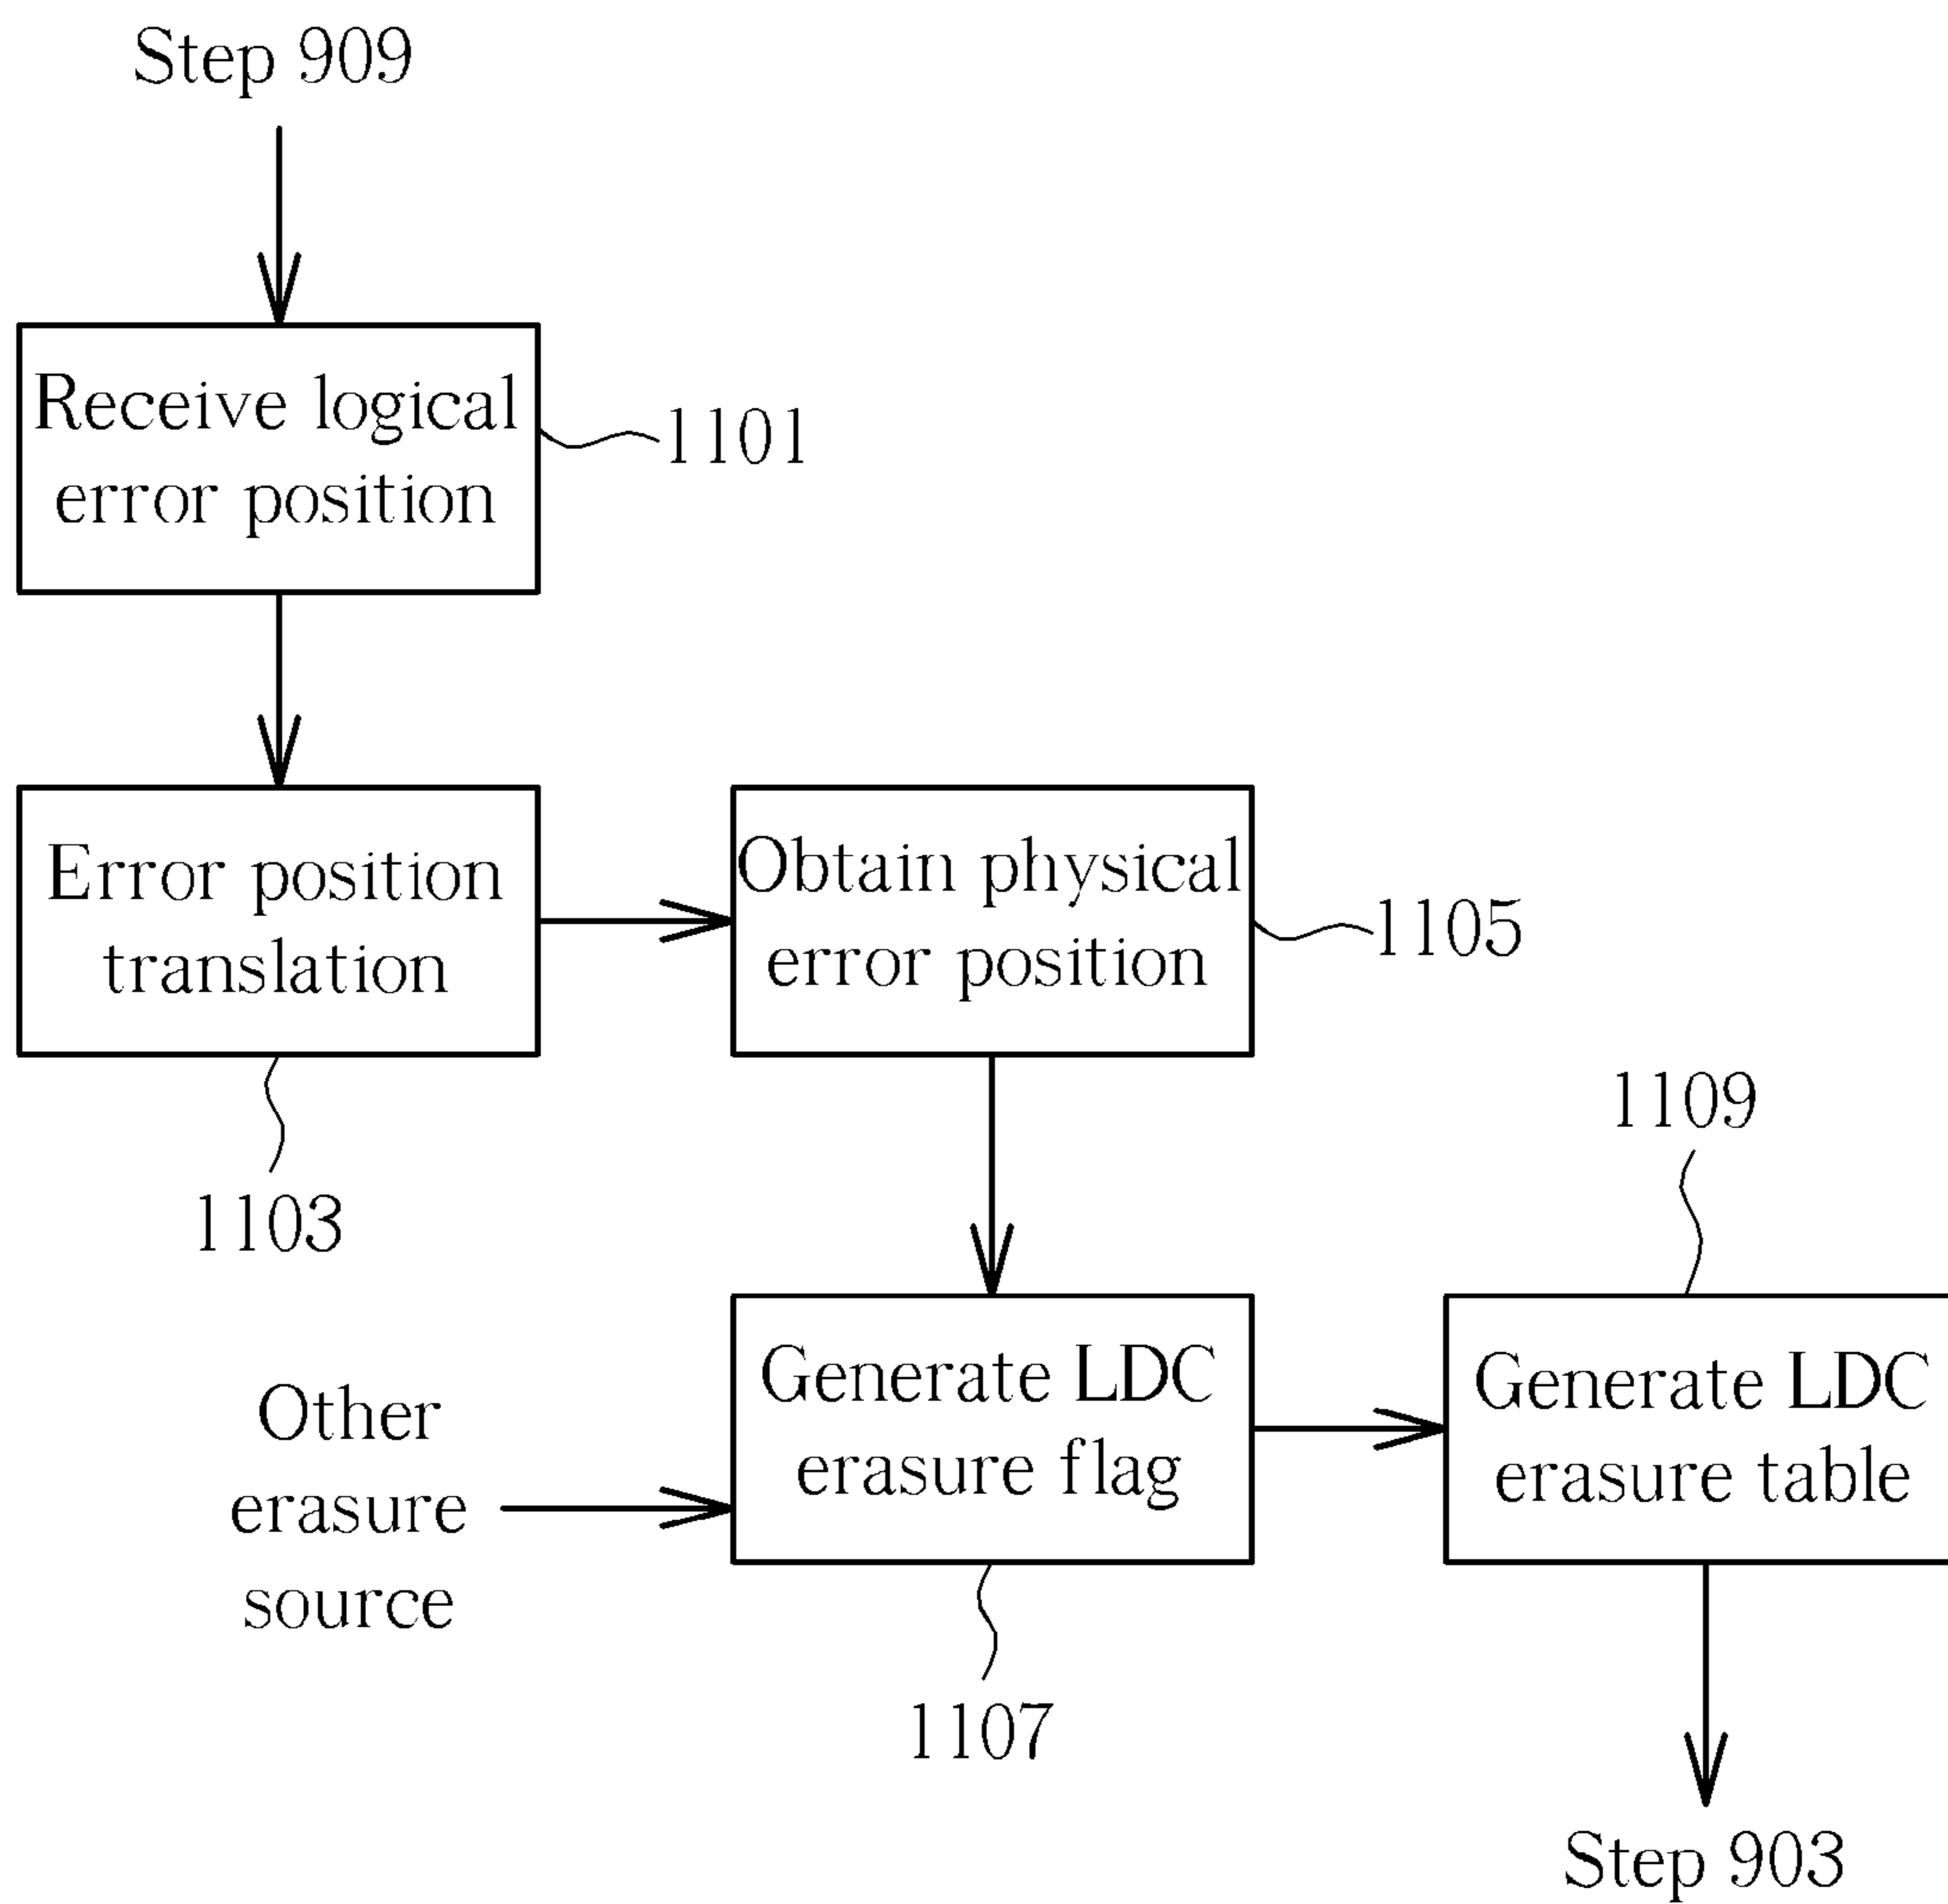 Step 909
Receive logical
error position
1101
Error position
translation
1103
Obtain physical
error position
1105
Other
erasure
source
Generate LDC
erasure flag
1107
1109
Generate LDC
erasure table
Step 903